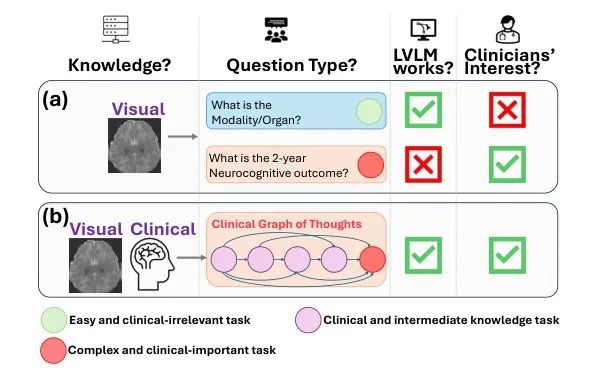 Knowledge?
Question Type?
LVLM
works?
Clinicians'
Interest?
(a)
Visual
What is the
Modality/Organ?
What is the 2-year
Neurocognitive outcome?
(b)
Visual Clinical
Clinical Graph of Thoughts
Easy and clinical-irrelevant task
Clinical and intermediate knowledge task
Complex and clinical-important task